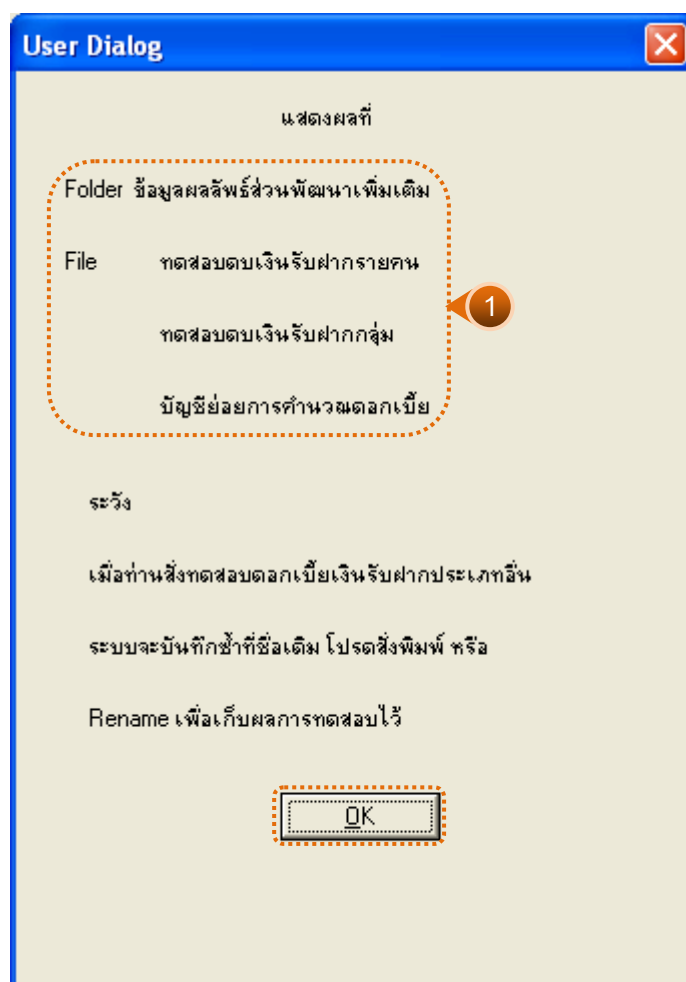 User Dialog
แสดงผลที่
Folder ข้อมูลผลลัพธ์ส่วนพัฒนาเพิ่มเติม
File ทดสอบดบเงินรับฝากรายคน
1
ทดสอบดบเงินรับฝากกลุ่ม
บัญชีย่อยการคำนวณดอกเบี้ย
ระวัง
เมื่อท่านสั่งทดสอบดอกเบี้ยเงินรับฝากประเภทอื่น
ระบบจะบันทึกซ้ำที่ชื่อเดิม โปรดสั่งพิมพ์ หรือ
Rename เพื่อเก็บผลการทดสอบไว้
OK